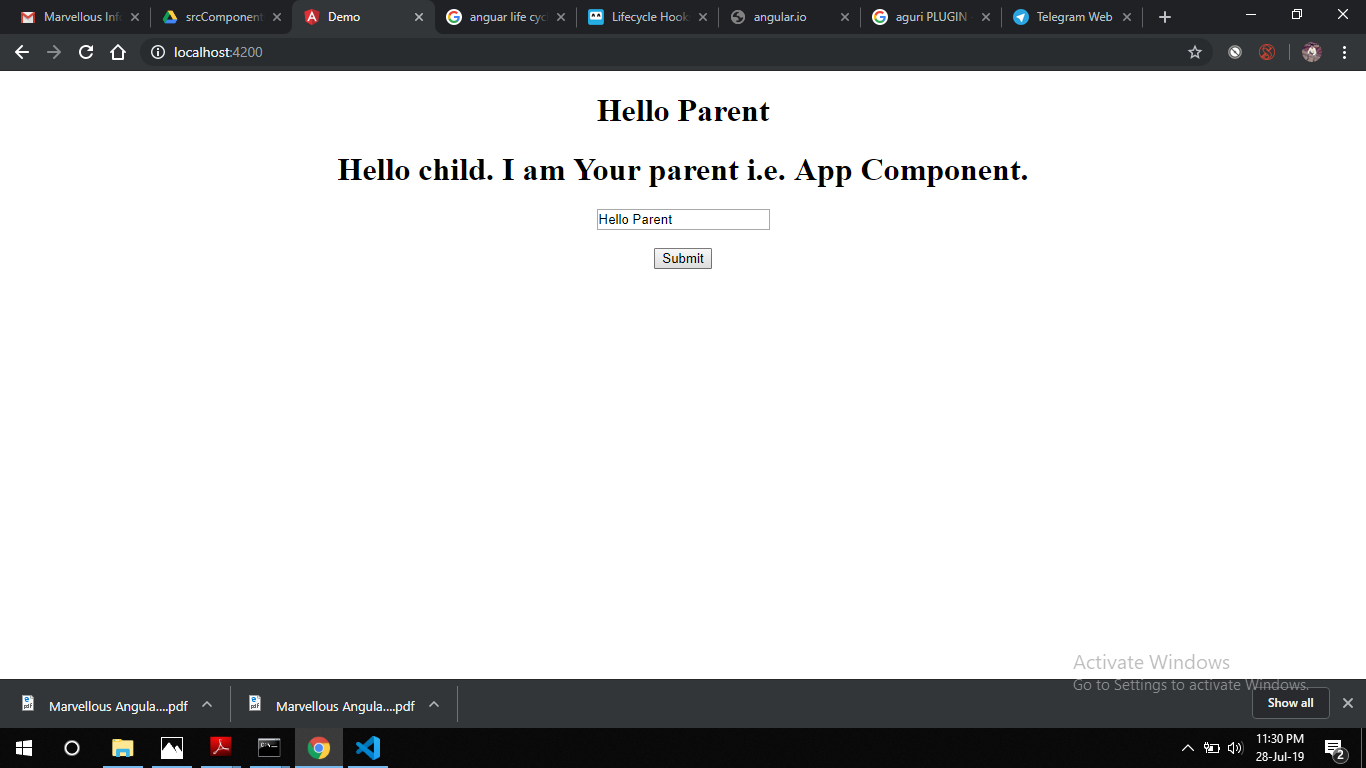 Marvellous Info
srcComponent
Demo
anguar life cyc
Lifecycle Hook
angular.io
aguri PLUGIN
Telegram Web
localhost:4200
Hello Parent
Hello child. I am Your parent i.e. App Component.
Hello Parent
Submit
Activate Windows
Go to Settings to activate Windows.
Marvellous Angula....pdf
Marvellous Angula....pdf
Show all
11:30 PM
28-Jul-19
2